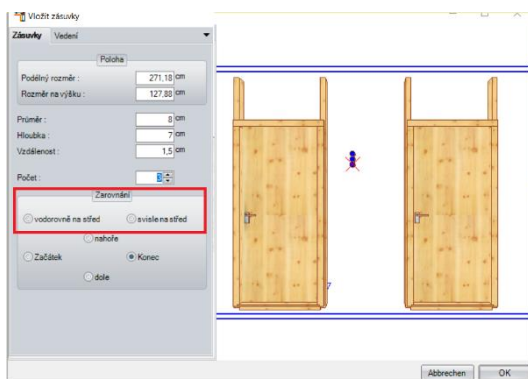 Vložit zásuvky
Zásuvky Vedení
Poloha
Podélný rozměr : 271,18 cm
Rozměr na výšku : 127,88 cm
Průměr : 8 cm
Hloubka : 7 cm
Vzdálenost : 1,5 cm
Počet : 3
Zarovnání
vodorovně na střed svisle na střed
nahoře
Začátek Konec
dole
7
Abbrechen OK